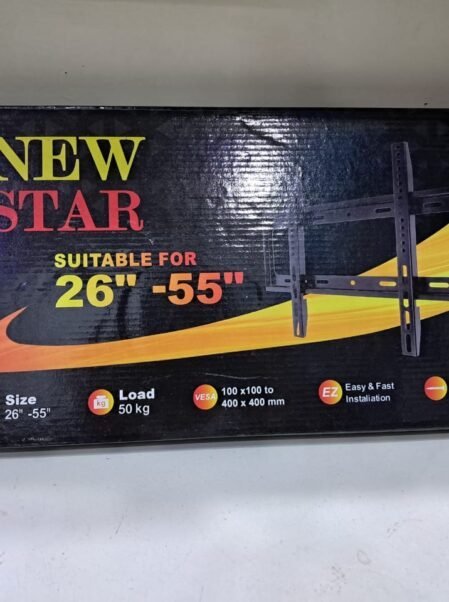 NEW
STAR
SUITABLE FOR
26" -55"
Size
26" -55"
kg
Load
50 kg
VESA
100 x100 to
400 x 400 mm
EZ
Easy & Fast
Instaliation